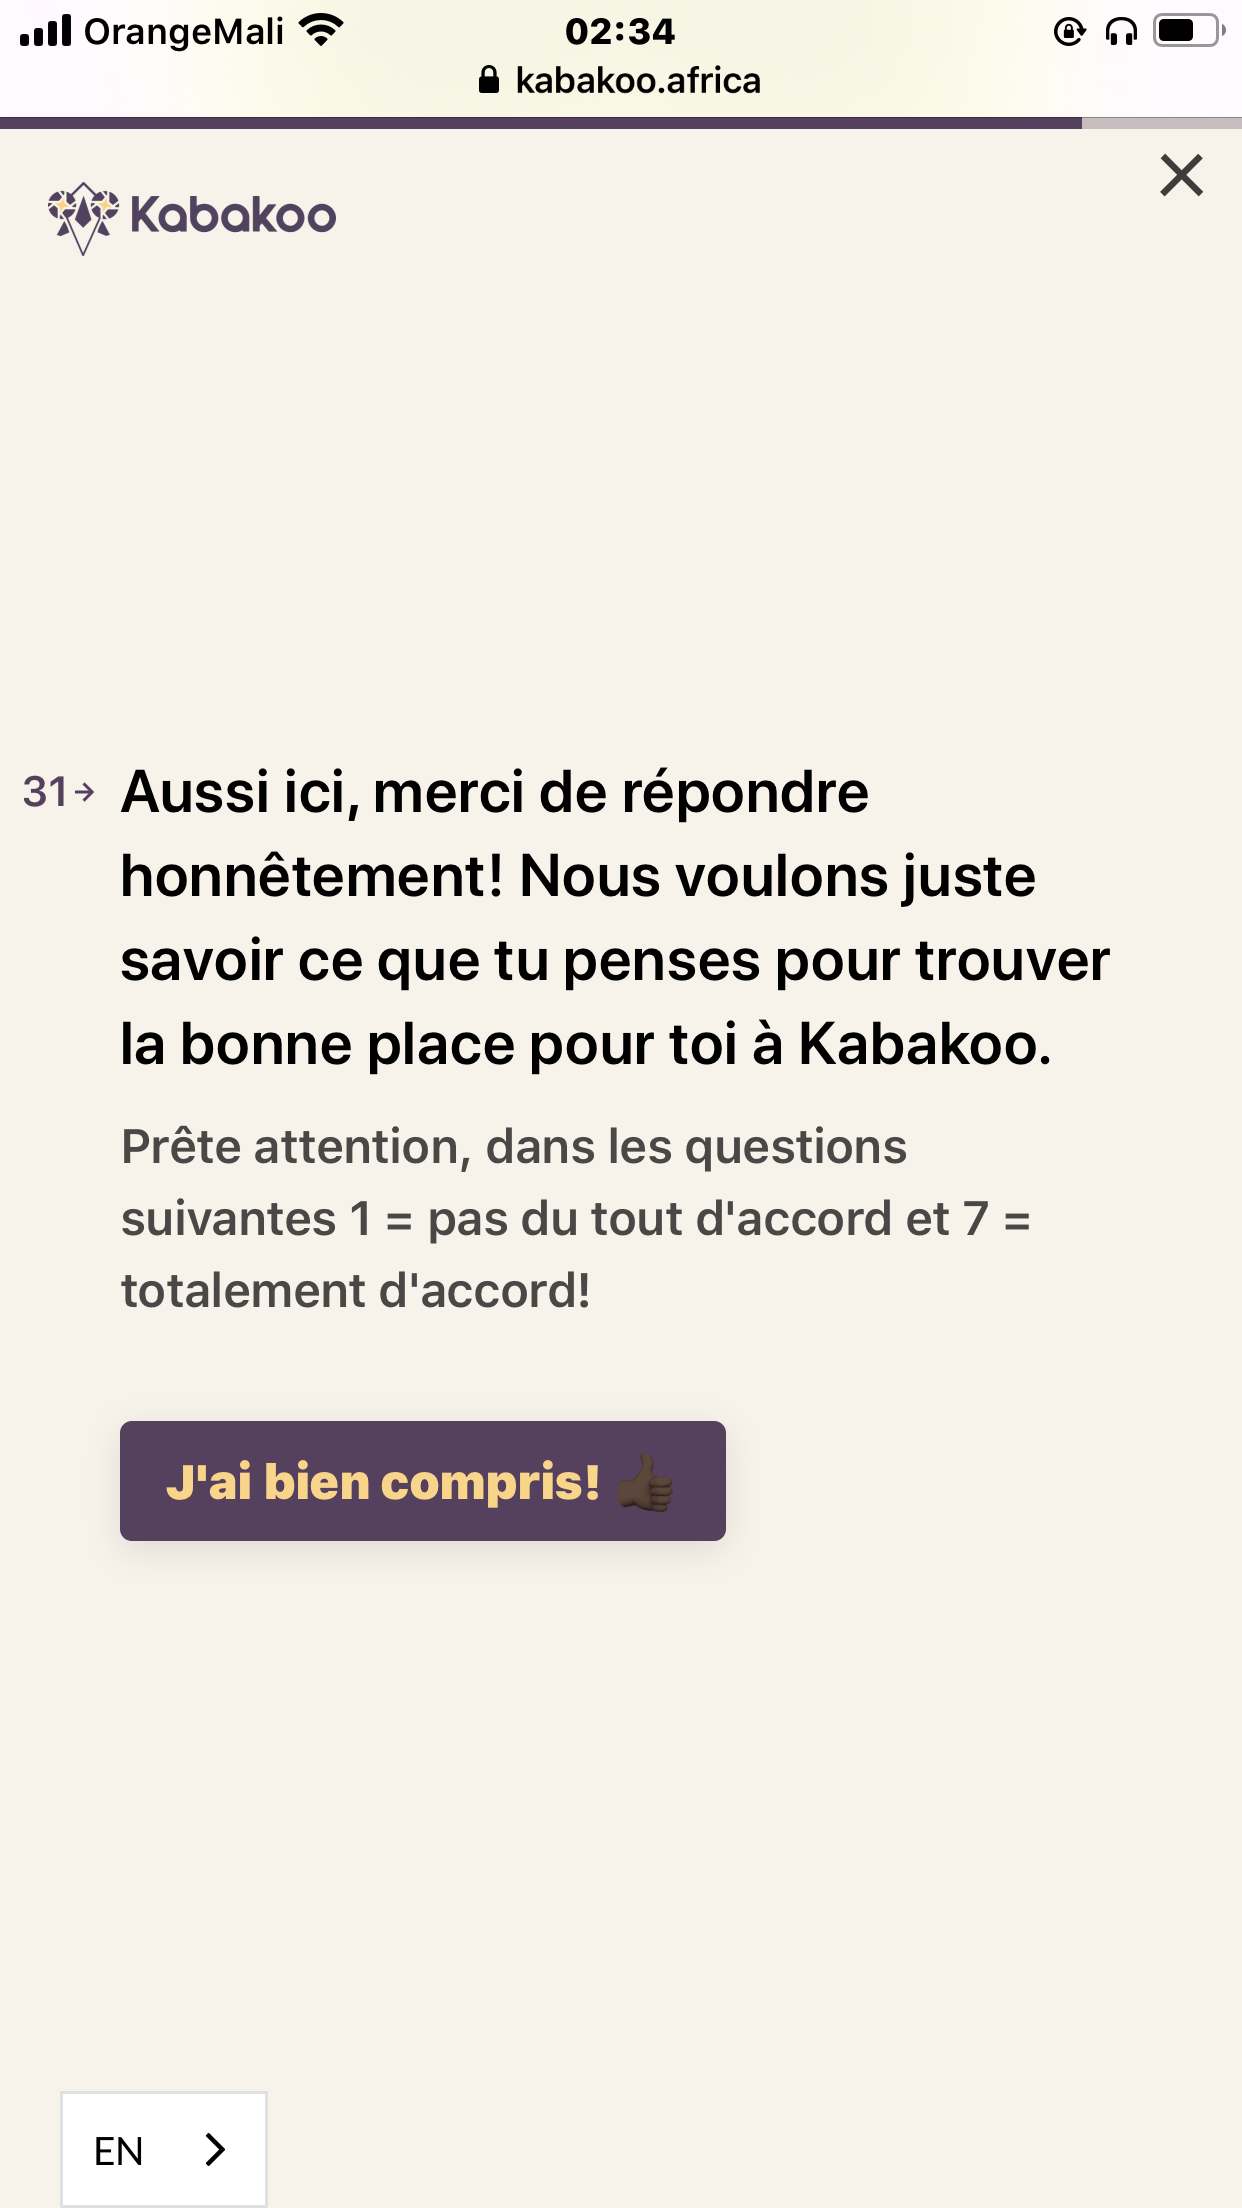 OrangeMali 02:34
kabakoo.africa
Kabakoo
31→ Aussi ici, merci de répondre
honnêtement! Nous voulons juste
savoir ce que tu penses pour trouver
la bonne place pour toi à Kabakoo.
Prête attention, dans les questions
suivantes 1 = pas du tout d'accord et 7 =
totalement d'accord!
J'ai bien compris! 👍🏿
EN